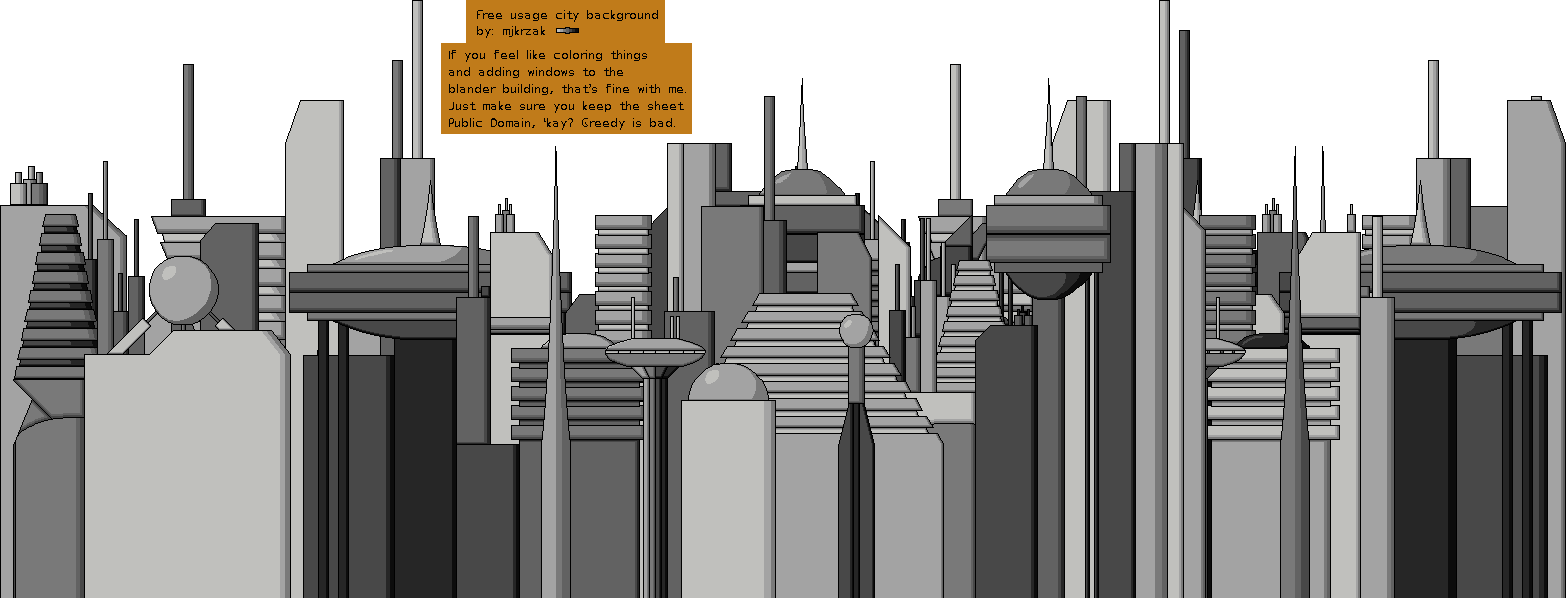 Free usage city background
by: mjkrzak
If you feel like coloring things
and adding windows to the
blander building, that's fine with me.
Just make sure you keep the sheet
Public Domain, 'kay? Greedy is bad.